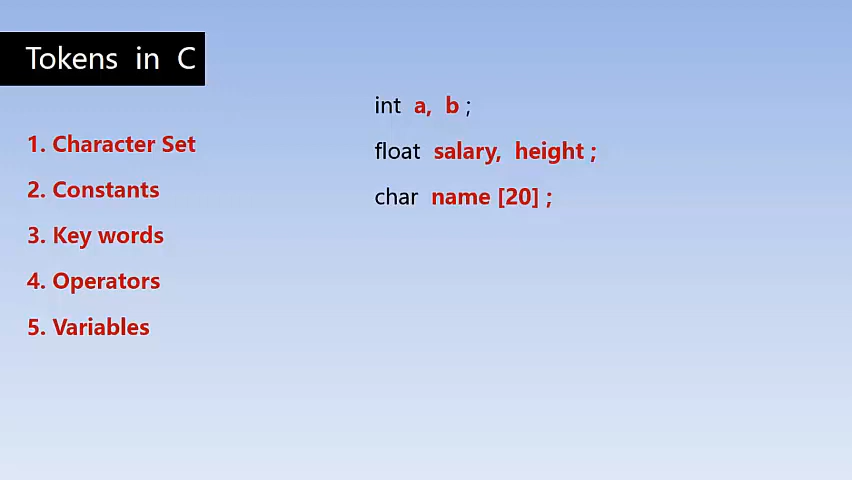 Tokens in C
1. Character Set
2. Constants
3. Key words
4. Operators
5. Variables
int a, b ;
float salary, height ;
char name [20] ;